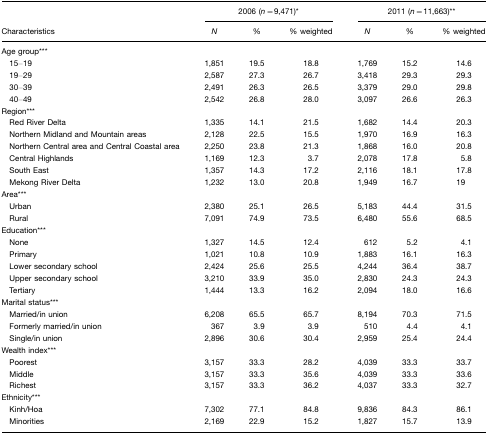 2006 (n = 9,471)* 2011 (n = 11,663)**
Characteristics N % % weighted N % % weighted
Age group***
15–19 1,851 19.5 18.8 1,769 15.2 14.6
19–29 2,587 27.3 26.7 3,418 29.3 29.3
30–39 2,491 26.3 26.5 3,379 29.0 29.8
40–49 2,542 26.8 28.0 3,097 26.6 26.3
Region***
Red River Delta 1,335 14.1 21.5 1,682 14.4 20.3
Northern Midland and Mountain areas 2,128 22.5 15.5 1,970 16.9 16.3
Northern Central area and Central Coastal area 2,250 23.8 21.3 1,868 16.0 20.8
Central Highlands 1,169 12.3 3.7 2,078 17.8 5.8
South East 1,357 14.3 17.2 2,116 18.1 17.8
Mekong River Delta 1,232 13.0 20.8 1,949 16.7 19
Area***
Urban 2,380 25.1 26.5 5,183 44.4 31.5
Rural 7,091 74.9 73.5 6,480 55.6 68.5
Education***
None 1,327 14.5 12.4 612 5.2 4.1
Primary 1,021 10.8 10.9 1,883 16.1 16.3
Lower secondary school 2,424 25.6 25.5 4,244 36.4 38.7
Upper secondary school 3,210 33.9 35.0 2,830 24.3 24.3
Tertiary 1,444 13.3 16.2 2,094 18.0 16.6
Marital status***
Married/in union 6,208 65.5 65.7 8,194 70.3 71.5
Formerly married/in union 367 3.9 3.9 510 4.4 4.1
Single/in union 2,896 30.6 30.4 2,959 25.4 24.4
Wealth index***
Poorest 3,157 33.3 28.2 4,039 33.3 33.7
Middle 3,157 33.3 35.6 4,039 33.3 33.6
Richest 3,157 33.3 36.2 4,037 33.3 32.7
Ethnicity***
Kinh/Hoa 7,302 77.1 84.8 9,836 84.3 86.1
Minorities 2,169 22.9 15.2 1,827 15.7 13.9